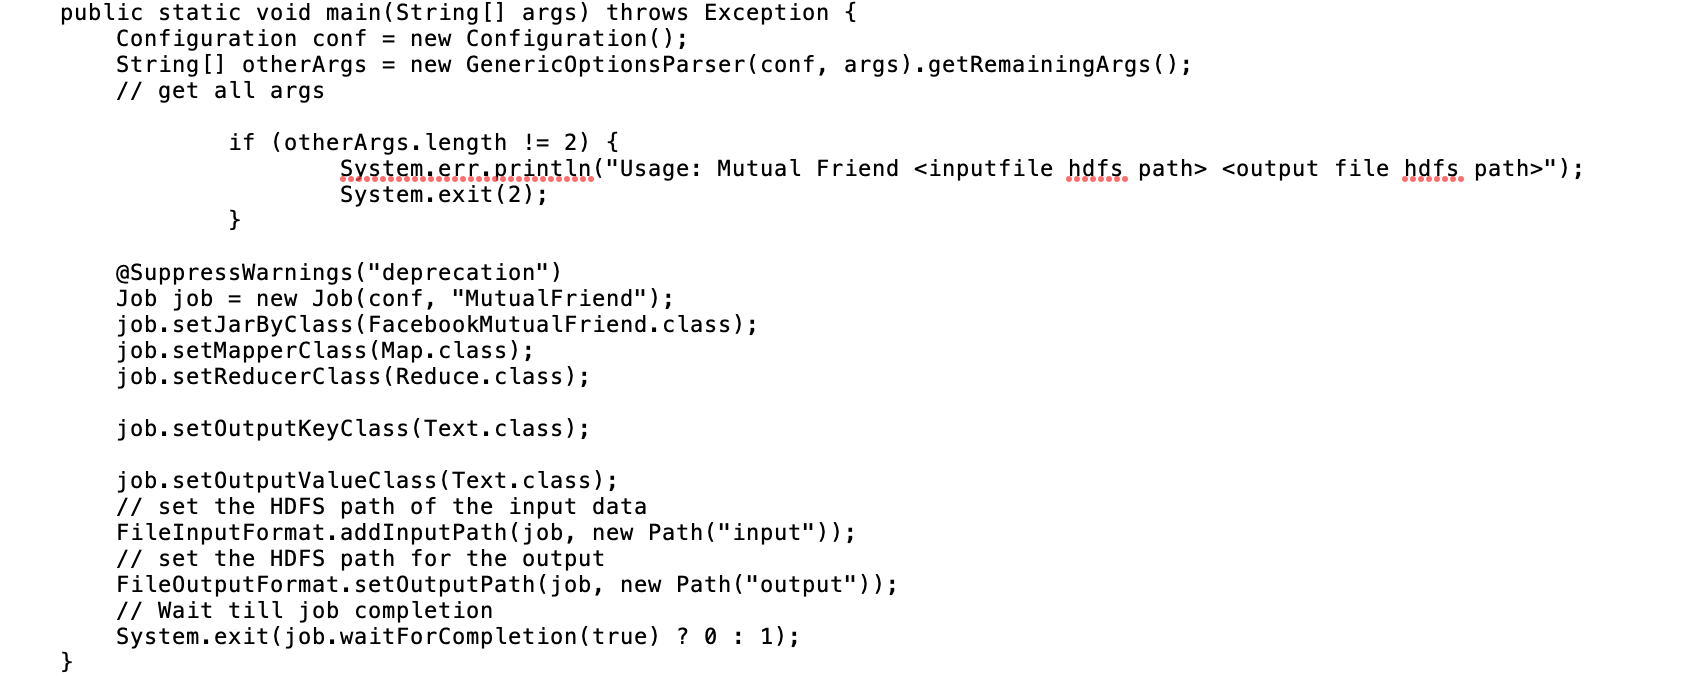 public static void main(String[] args) throws Exception {
Configuration conf = new Configuration();
String[] otherArgs = new GenericOptionsParser(conf, args).getRemainingArgs();
// get all args
if (otherArgs.length != 2) {
System.err.println("Usage: Mutual Friend <inputfile hdfs path> <output file hdfs path>");
System.exit(2);
}
@SuppressWarnings("deprecation")
Job job = new Job(conf, "MutualFriend");
job.setJarByClass(FacebookMutualFriend.class);
job.setMapperClass(Map.class);
job.setReducerClass(Reduce.class);
job.setOutputKeyClass(Text.class);
job.setOutputValueClass(Text.class);
// set the HDFS path of the input data
FileInputFormat.addInputPath(job, new Path("input"));
// set the HDFS path for the output
FileOutputFormat.setOutputPath(job, new Path("output"));
// Wait till job completion
System.exit(job.waitForCompletion(true) ? 0 : 1);
}